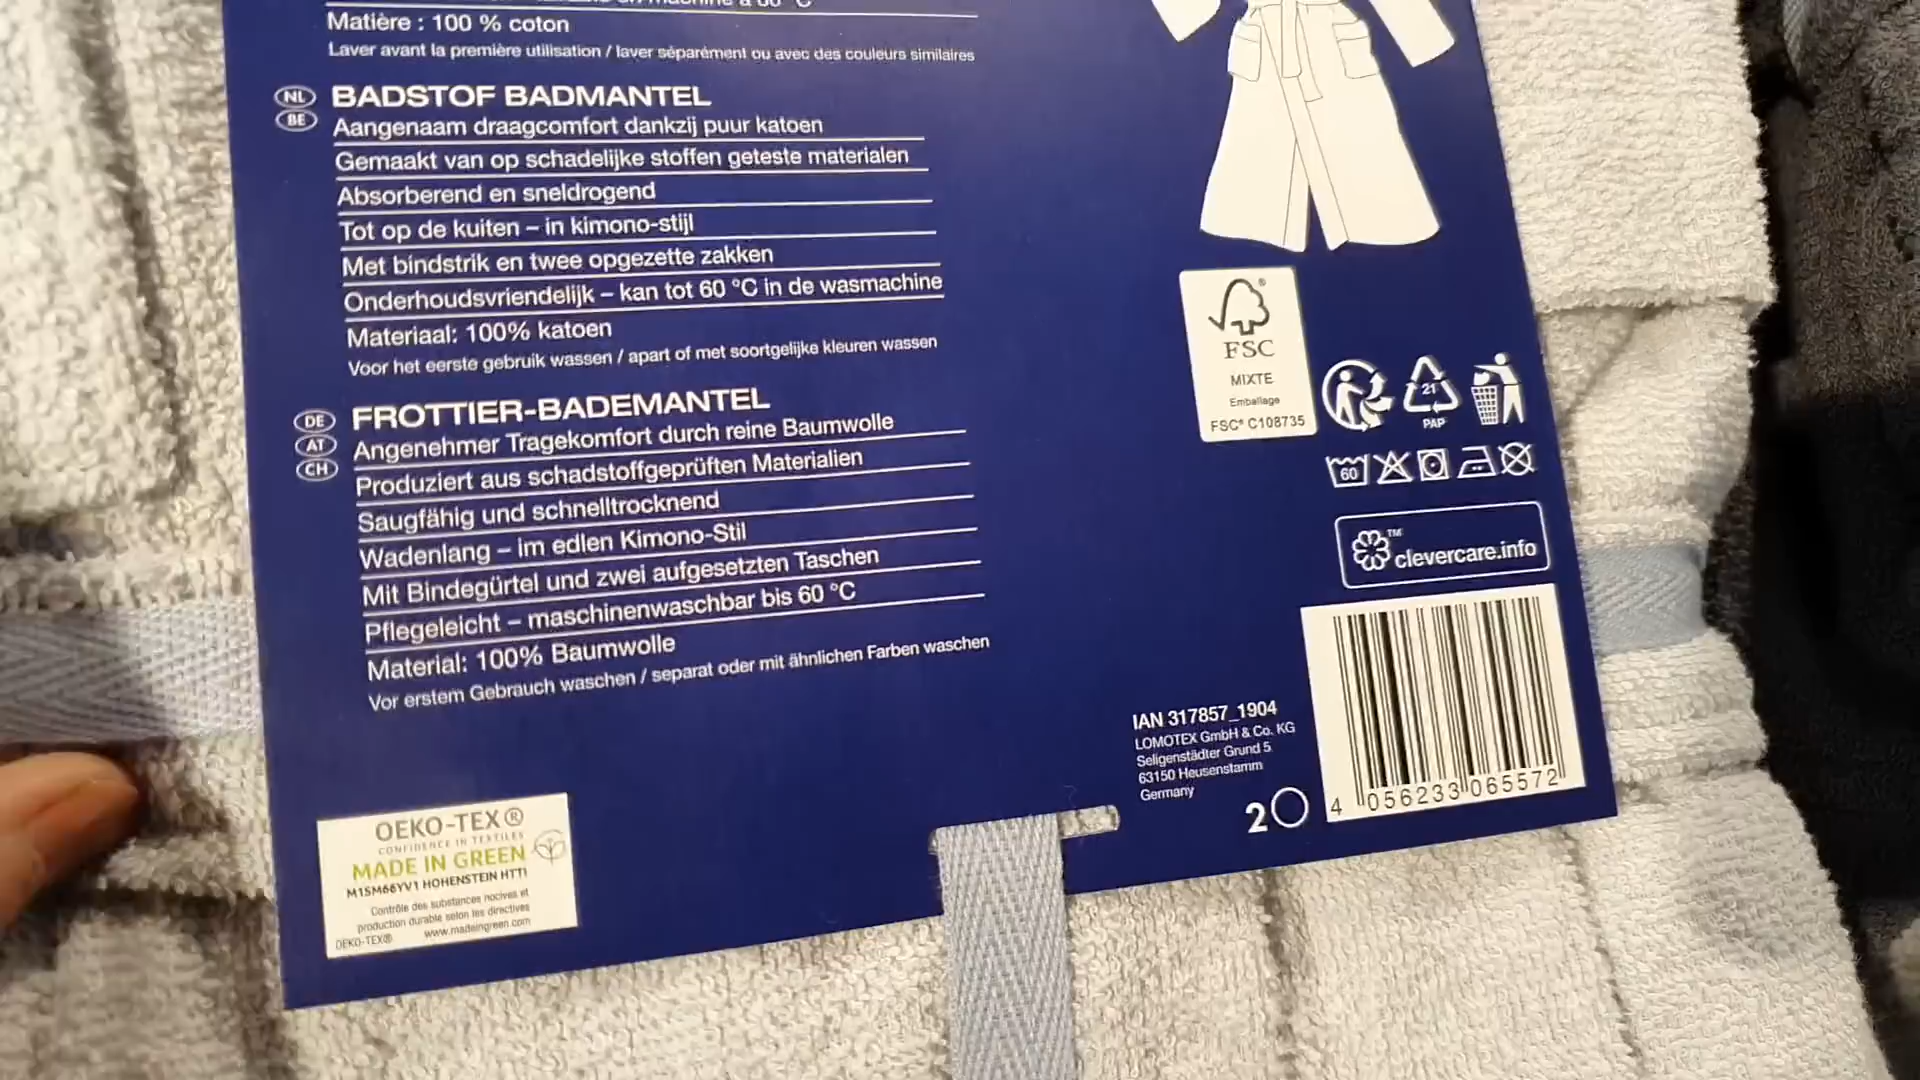 Matière : 100 % coton
Laver avant la première utilisation / laver séparément ou avec des couleurs similaires
NL
BE
BADSTOF BADMANTEL
Aangenaam draagcomfort dankzij puur katoen
Gemaakt van op schadelijke stoffen geteste materialen
Absorberend en sneldrogend
Tot op de kuiten – in kimono-stijl
Met bindstrik en twee opgezette zakken
Onderhoudsvriendelijk – kan tot 60 °C in de wasmachine
Materiaal: 100% katoen
Voor het eerste gebruik wassen / apart of met soortgelijke kleuren wassen
DE
AT
CH
FROTTIER-BADEMANTEL
Angenehmer Tragekomfort durch reine Baumwolle
Produziert aus schadstoffgeprüften Materialien
Saugfähig und schnelltrocknend
Wadenlang – im edlen Kimono-Stil
Mit Bindegürtel und zwei aufgesetzten Taschen
Pflegeleicht – maschinenwaschbar bis 60 °C
Material: 100% Baumwolle
Vor erstem Gebrauch waschen / separat oder mit ähnlichen Farben waschen
OEKO-TEX®
CONFIDENCE IN TEXTILES
MADE IN GREEN
M1SM66YV1 HOHENSTEIN HTTI
Contrôle des substances nocives et
production durable selon les directives
OEKO-TEX® www.madeingreen.com
FSC
MIXTE
Emballage
FSC® C108735
21
PAP
60
™
clevercare.info
IAN 317857_1904
LOMOTEX GmbH & Co. KG
Seligenstädter Grund 5
63150 Heusenstamm
Germany
2
4 056233 065572